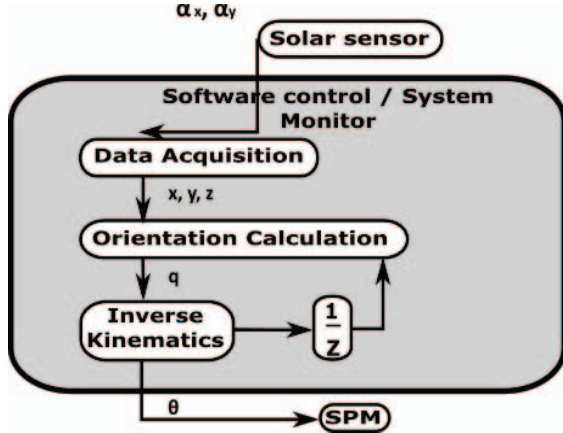 αx, αy
Solar sensor
Software control / System
Monitor
Data Acquisition
x, y, z
Orientation Calculation
q
Inverse
Kinematics
1
z
θ
SPM